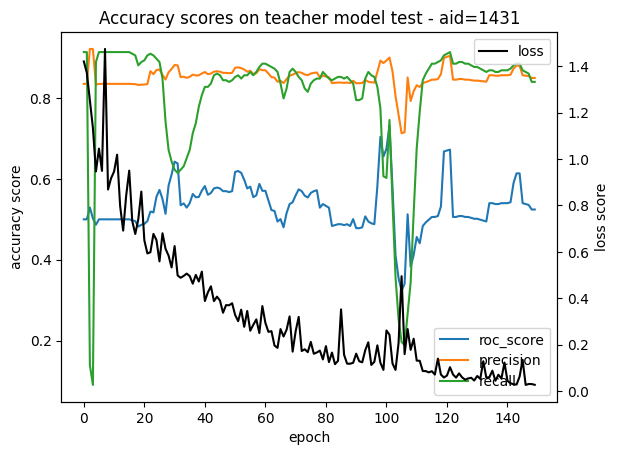 Accuracy scores on teacher model test - aid=1431
loss
1.4
1.2
1.0
0.8
0.6
0.4
0.2
0.0
loss score
0.8
0.6
0.4
0.2
accuracy score
roc_score
precision
recall
0 20 40 60 80 100 120 140
epoch